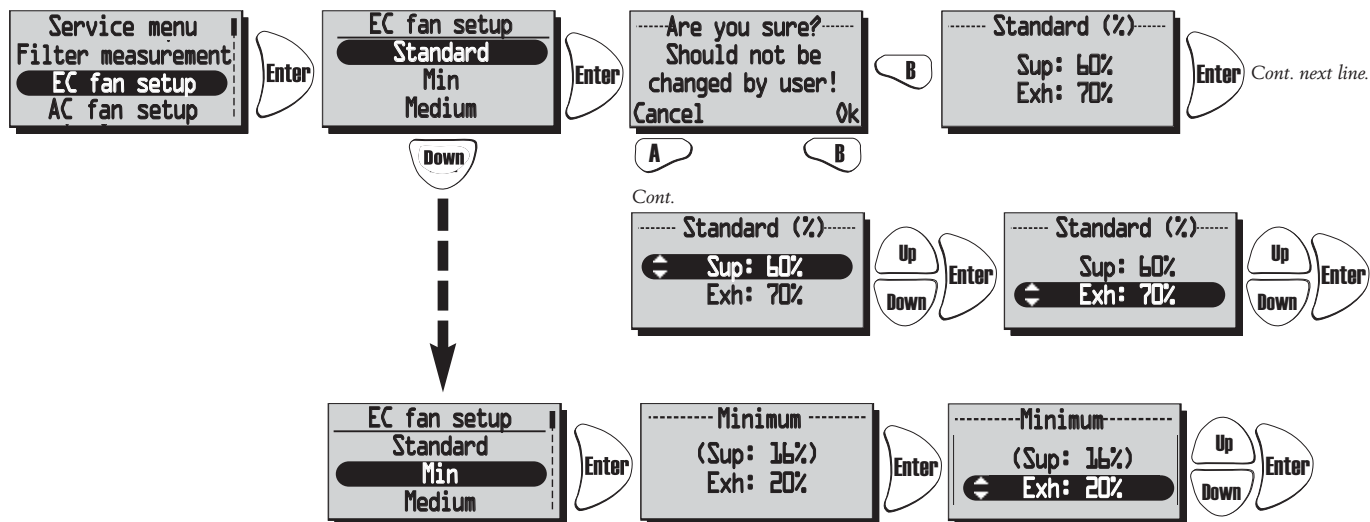 Service menu
Filter measurement
EC fan setup
AC fan setup
Enter
EC fan setup
Standard
Min
Medium
Enter
Down
Are you sure?
Should not be
changed by user!
Cancel Ok
A B
B
Standard (%)
Sup: 60%
Exh: 70%
Enter
Cont. next line.
Cont.
Standard (%)
Sup: 60%
Exh: 70%
Up
Down
Enter
Standard (%)
Sup: 60%
Exh: 70%
Up
Down
Enter
EC fan setup
Standard
Min
Medium
Enter
Minimum
(Sup: 16%)
Exh: 20%
Enter
Minimum
(Sup: 16%)
Exh: 20%
Up
Down
Enter